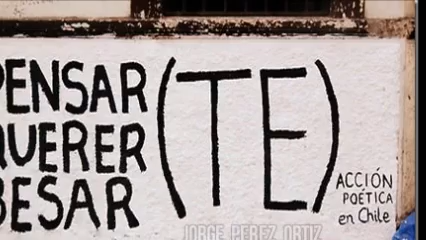 PENSAR
QUERER
BESAR
(TE)
ACCIÓN
POÉTICA
en Chile
JORGE PEREZ ORTIZ